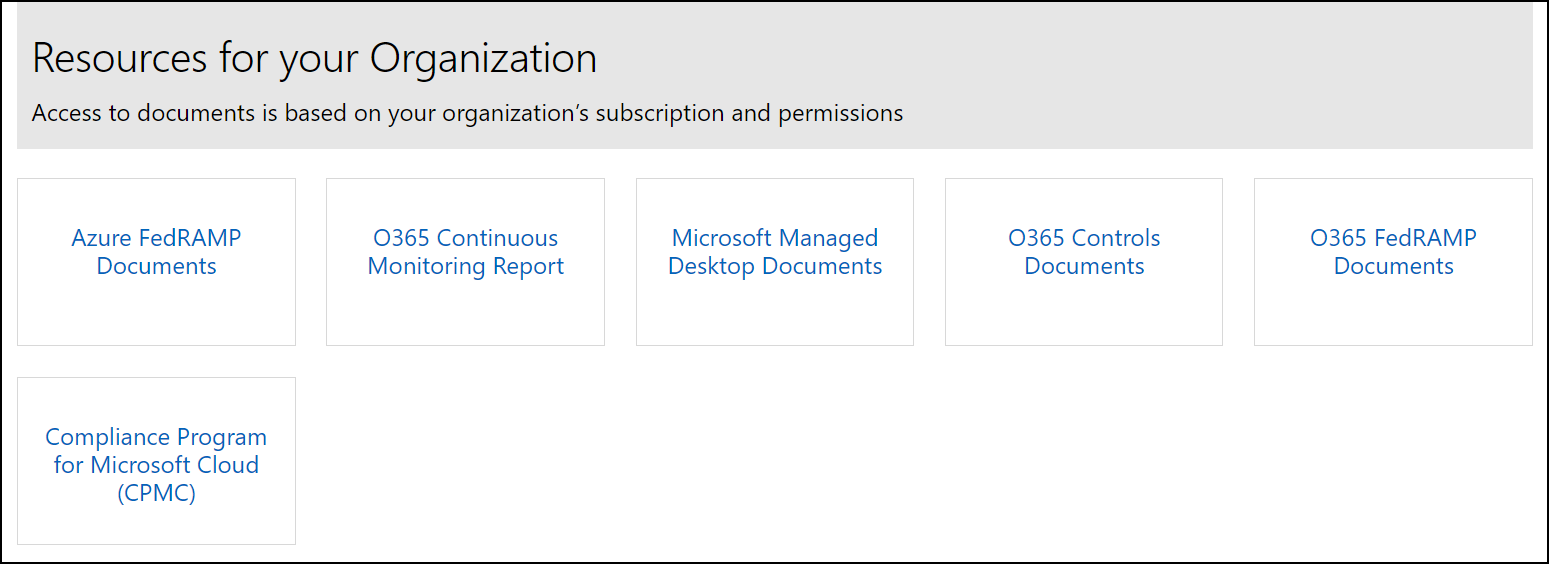 Resources for your Organization
Access to documents is based on your organization’s subscription and permissions
Azure FedRAMP
Documents
O365 Continuous
Monitoring Report
Microsoft Managed
Desktop Documents
O365 Controls
Documents
O365 FedRAMP
Documents
Compliance Program
for Microsoft Cloud
(CPMC)